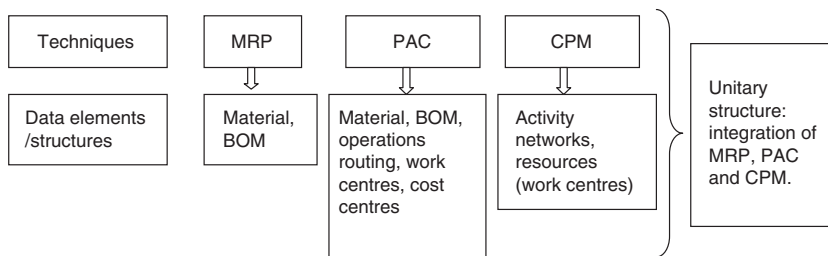 Techniques
MRP
PAC
CPM
Data elements
/structures
Material,
BOM
Material, BOM,
operations
routing, work
centres, cost
centres
Activity
networks,
resources
(work centres)
Unitary
structure:
integration of
MRP, PAC
and CPM.